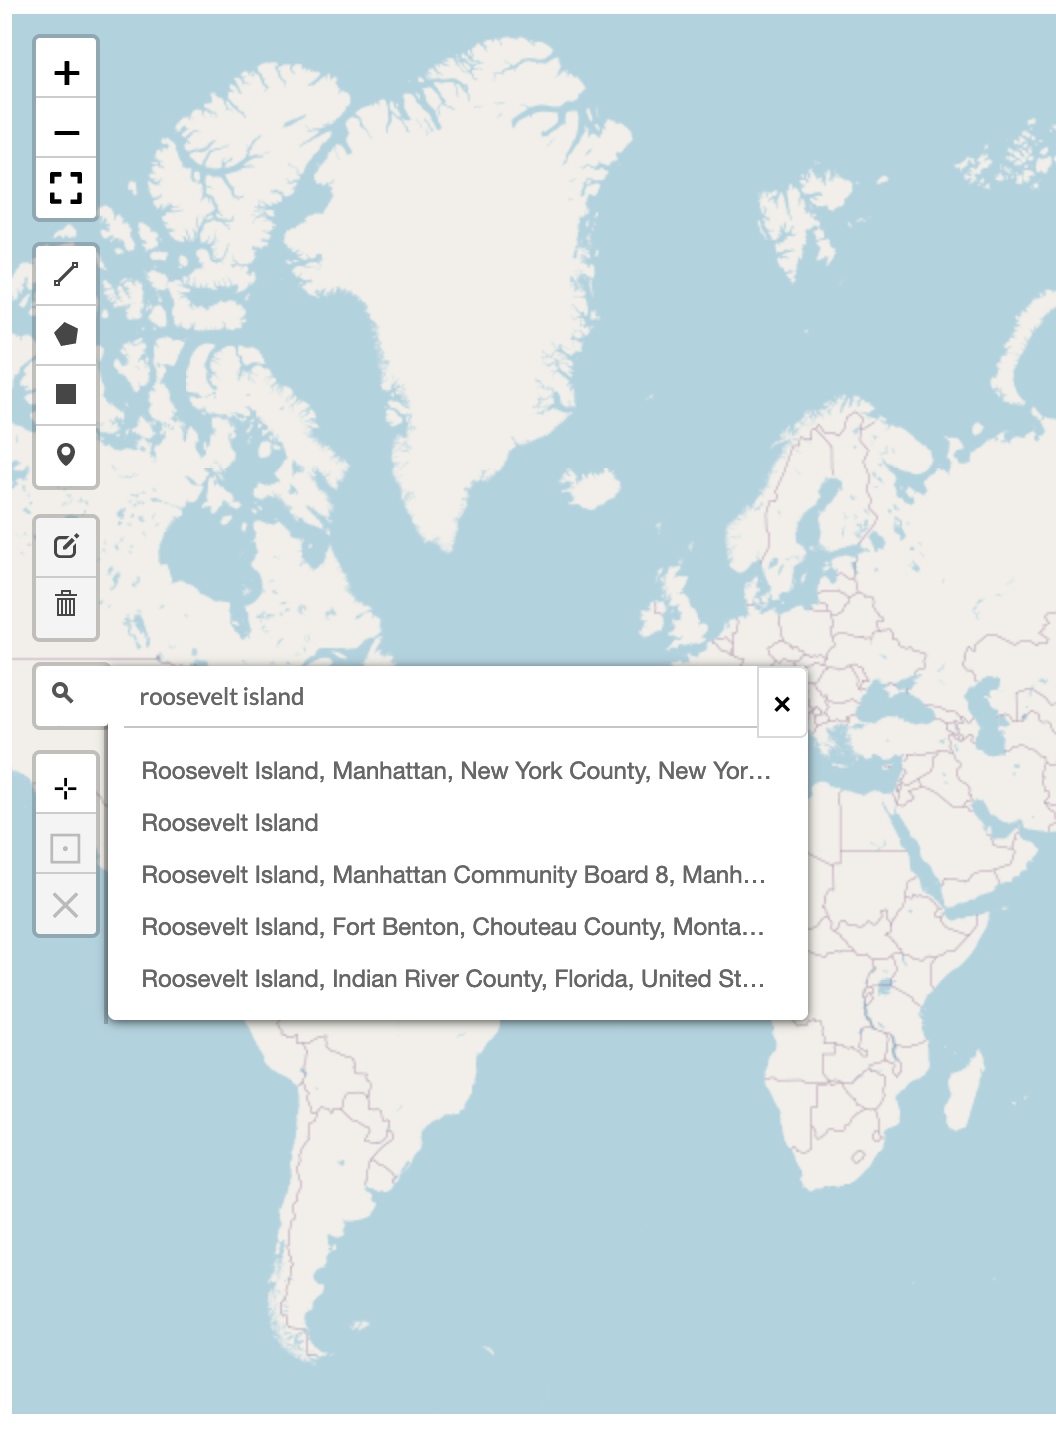 roosevelt island
Roosevelt Island, Manhattan, New York County, New Yor...
Roosevelt Island
Roosevelt Island, Manhattan Community Board 8, Manh...
Roosevelt Island, Fort Benton, Chouteau County, Monta...
Roosevelt Island, Indian River County, Florida, United St...